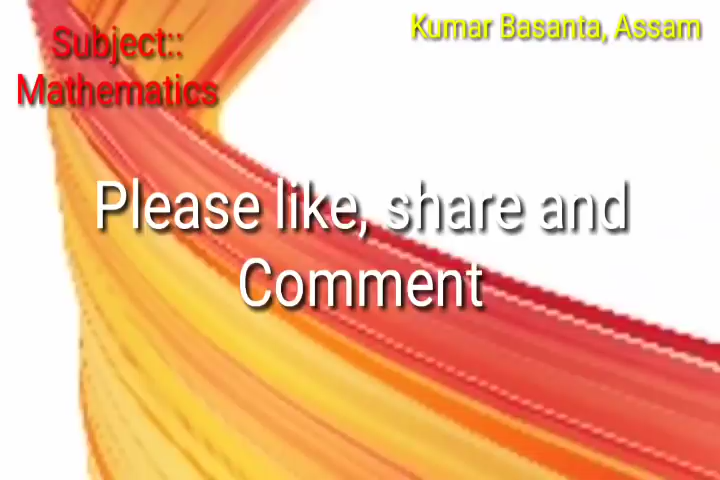 Kumar Basanta, Assam
Subject::
Mathematics
Please like, share and
Comment